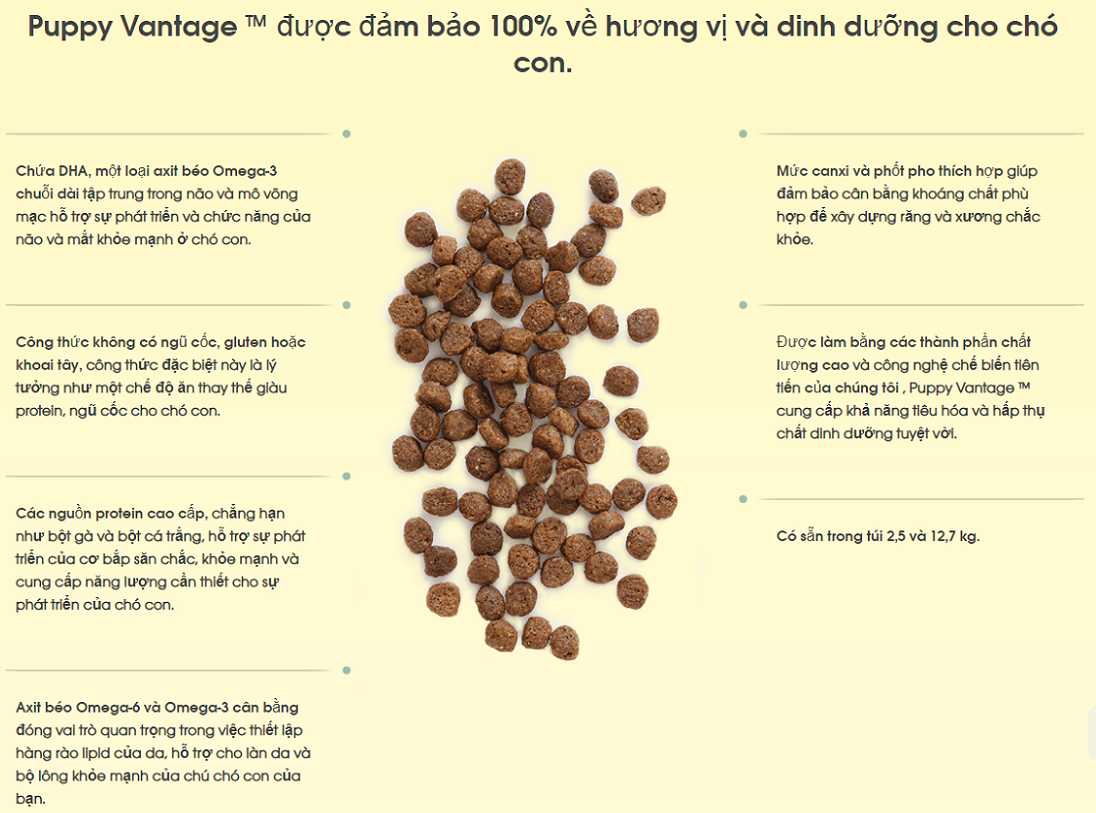 Puppy Vantage ™ được đảm bảo 100% về hương vị và dinh dưỡng cho chó
con.
Chứa DHA, một loại axit béo Omega-3
chuỗi dài tập trung trong não và mô võng
mạc hỗ trợ sự phát triển và chức năng của
não và mắt khỏe mạnh ở chó con.
Công thức không có ngũ cốc, gluten hoặc
khoai tây, công thức đặc biệt này là lý
tưởng như một chế độ ăn thay thế giàu
protein, ngũ cốc cho chó con.
Các nguồn protein cao cấp, chẳng hạn
như bột gà và bột cá trắng, hỗ trợ sự phát
triển của cơ bắp săn chắc, khỏe mạnh và
cung cấp năng lượng cần thiết cho sự
phát triển của chó con.
Axit béo Omega-6 và Omega-3 cân bằng
đóng vai trò quan trọng trong việc thiết lập
hàng rào lipid của da, hỗ trợ cho làn da và
bộ lông khỏe mạnh của chú chó con của
bạn.
Mức canxi và phốt pho thích hợp giúp
đảm bảo cân bằng khoáng chất phù
hợp để xây dựng răng và xương chắc
khỏe.
Được làm bằng các thành phần chất
lượng cao và công nghệ chế biến tiên
tiến của chúng tôi , Puppy Vantage ™
cung cấp khả năng tiêu hóa và hấp thụ
chất dinh dưỡng tuyệt vời.
Có sẵn trong túi 2,5 và 12,7 kg.